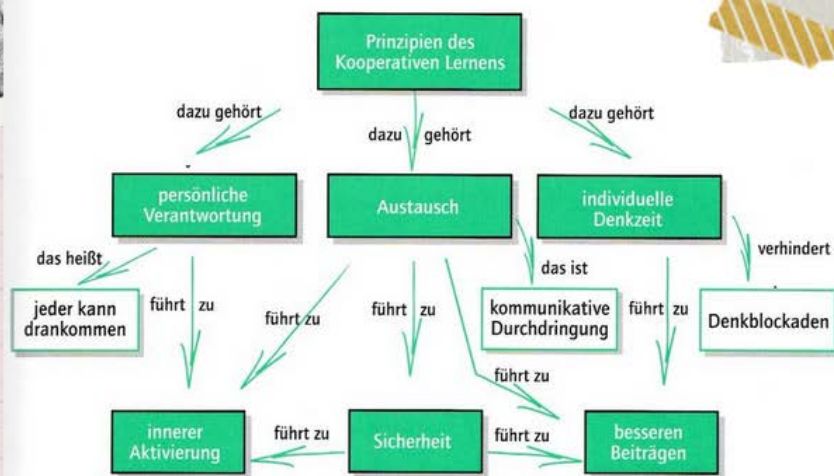 Prinzipien des
Kooperativen Lernens
dazu gehört
dazu gehört
dazu gehört
persönliche
Verantwortung
Austausch
individuelle
Denkzeit
das heißt
jeder kann
drankommen
führt zu
führt zu
führt zu
das ist
kommunikative
Durchdringung
führt zu
verhindert
Denkblockaden
führt zu
innerer
Aktivierung
führt zu
Sicherheit
führt zu
besseren
Beiträgen